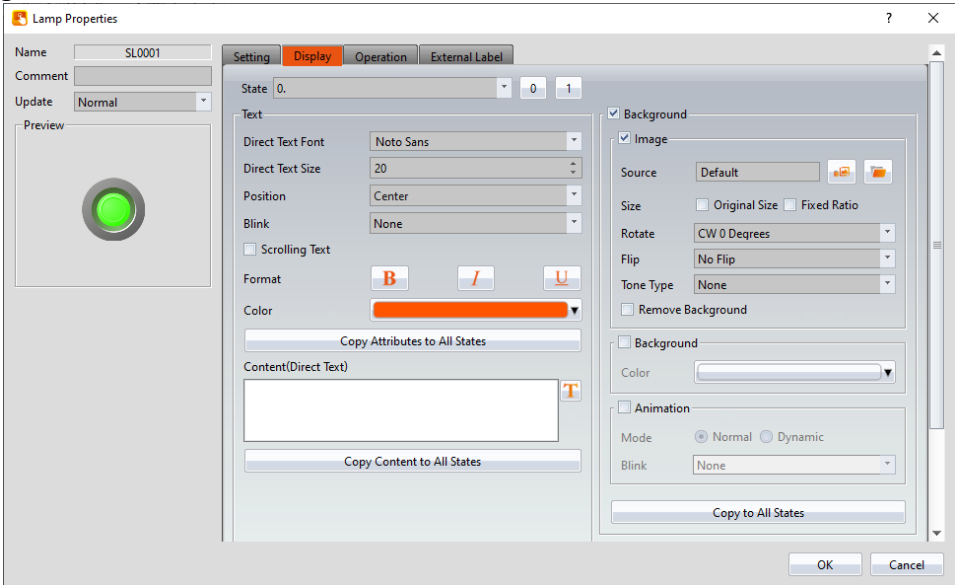 Lamp Properties
Name SL0001
Comment
Update Normal
Preview
Setting Display Operation External Label
State 0. 0 1
Text
Direct Text Font Noto Sans
Direct Text Size 20
Position Center
Blink None
Scrolling Text
Format B I U
Color
Copy Attributes to All States
Content(Direct Text)
T
Copy Content to All States
Background
Image
Source Default
Size Original Size Fixed Ratio
Rotate CW 0 Degrees
Flip No Flip
Tone Type None
Remove Background
Background
Color
Animation
Mode Normal Dynamic
Blink None
Copy to All States
OK Cancel